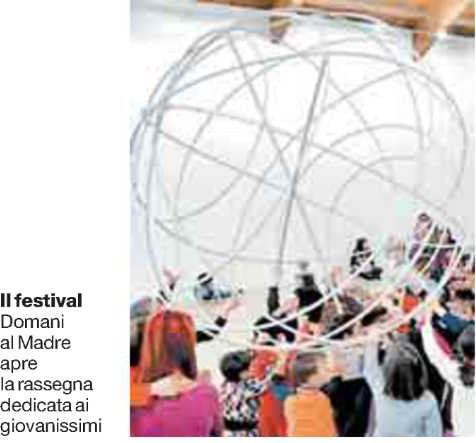 Il festival
Domani
al Madre
apre
la rassegna
dedicata ai
giovanissimi